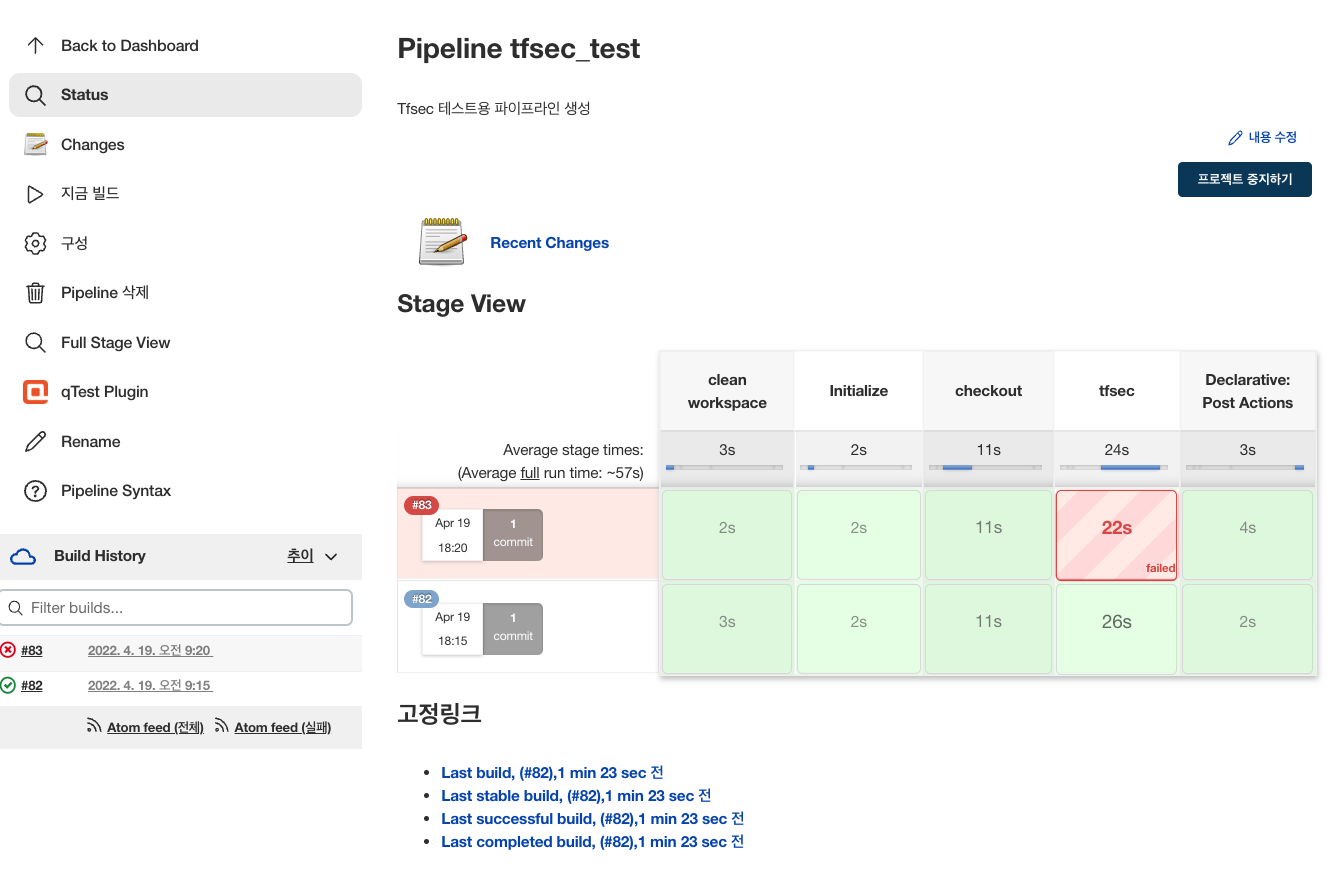 Back to Dashboard
Status
Changes
지금 빌드
구성
Pipeline 삭제
Full Stage View
qTest Plugin
Rename
Pipeline Syntax
Build History
추이
Filter builds...
#83
2022. 4. 19. 오전 9:20
#82
2022. 4. 19. 오전 9:15
Atom feed (전체)
Atom feed (실패)
Pipeline tfsec_test
Tfsec 테스트용 파이프라인 생성
내용 수정
프로젝트 중지하기
Recent Changes
Stage View
clean
workspace
Initialize
checkout
tfsec
Declarative:
Post Actions
Average stage times:
(Average full run time: ~57s)
3s
2s
11s
24s
3s
#83
Apr 19
18:20
1
commit
2s
2s
11s
22s
failed
4s
#82
Apr 19
18:15
1
commit
3s
2s
11s
26s
2s
고정링크
Last build, (#82),1 min 23 sec 전
Last stable build, (#82),1 min 23 sec 전
Last successful build, (#82),1 min 23 sec 전
Last completed build, (#82),1 min 23 sec 전